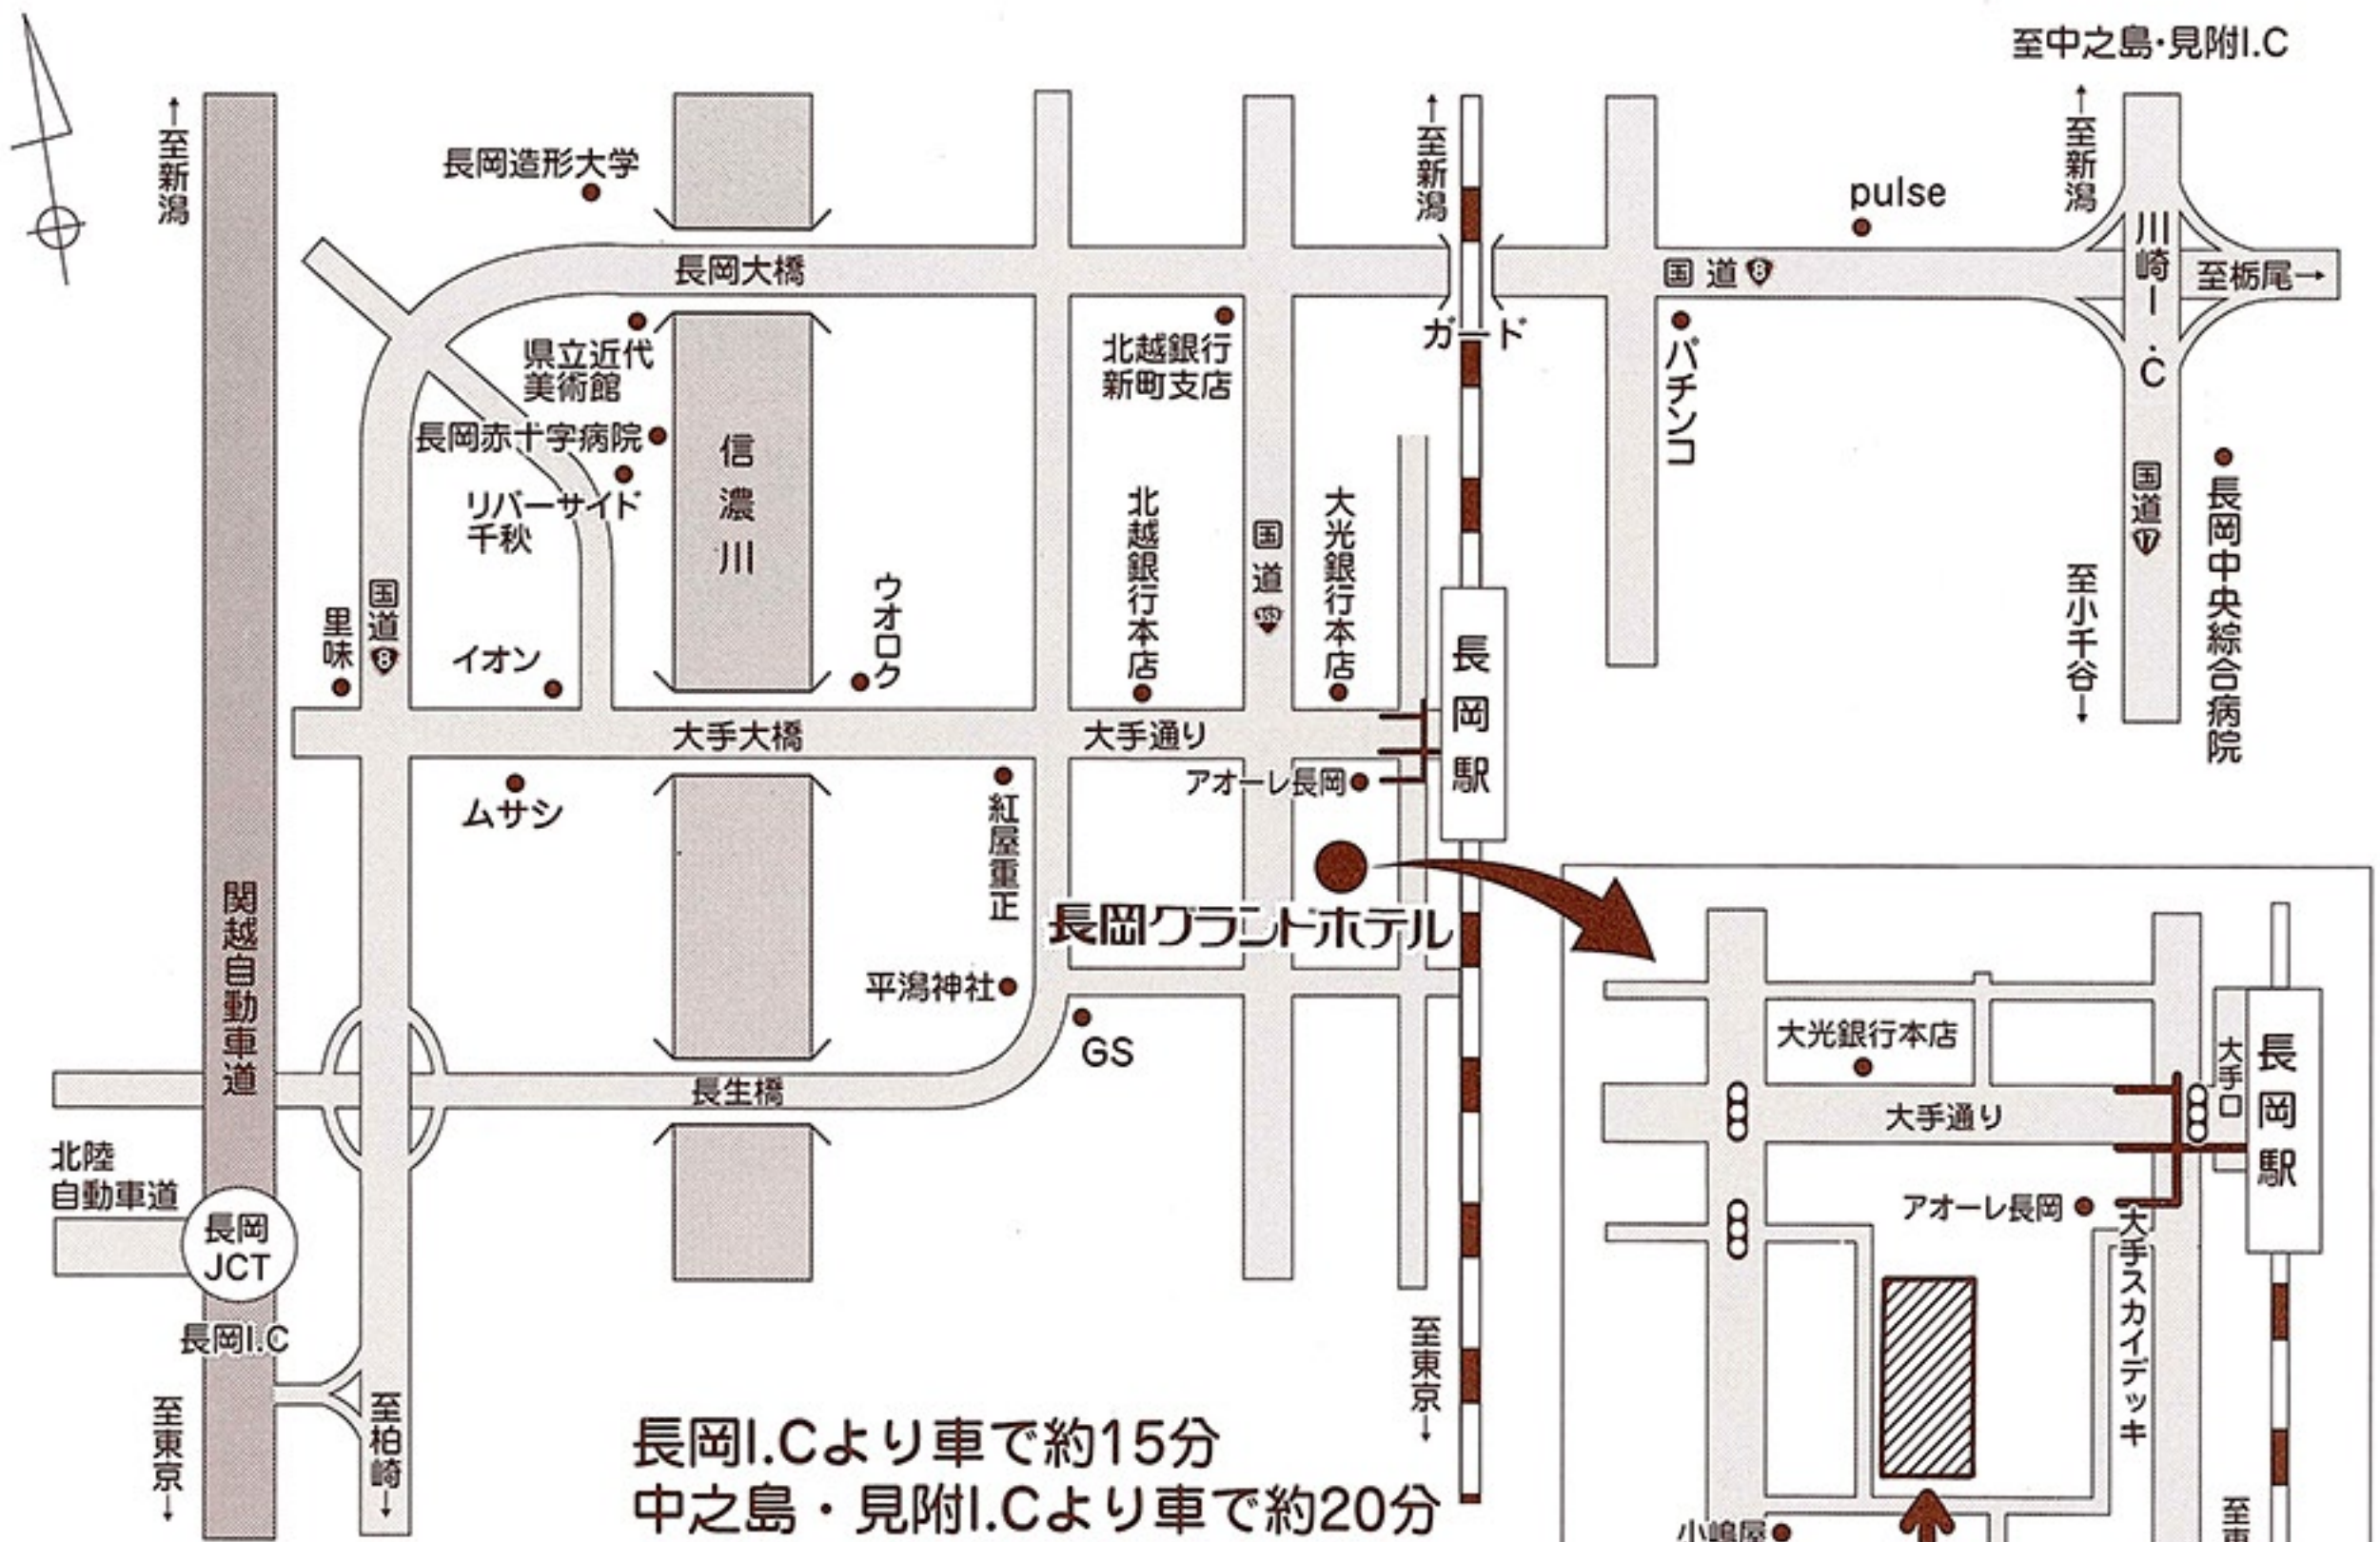 至中之島・見附I.C
↑至新潟
長岡造形大学
↑至新潟
pulse
↑至新潟
川崎I.C
長岡大橋
国道8
至栃尾→
県立近代
美術館
北越銀行
新町支店
ガード
パチンコ
長岡赤十字病院
リバーサイド
千秋
信濃川
北越銀行本店
国道
大光銀行本店
国道17
長岡中央綜合病院
至小千谷↓
里味
国道8
イオン
ウオロク
長岡駅
大手大橋
大手通り
アオーレ長岡
ムサシ
紅屋重正
長岡グランドホテル
関越自動車道
平潟神社
GS
長生橋
北陸
自動車道
長岡
JCT
長岡I.C
至東京↓
至柏崎↓
至東京↓
長岡I.Cより車で約15分
中之島・見附I.Cより車で約20分
大光銀行本店
大手口
長岡駅
大手通り
アオーレ長岡
大手スカイデッキ
小嶋屋